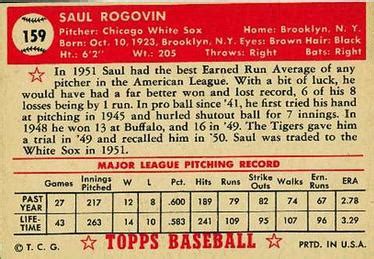 159
SAUL ROGOVIN
Pitcher: Chicago White Sox Home: Brooklyn, N. Y.
Born: Oct. 10, 1923, Brooklyn, N.Y. Eyes: Brown Hair: Black
Ht.: 6'2" Wt.: 205 Throws: Right Bats: Right
In 1951 Saul had the best Earned Run Average of any
pitcher in the American League. With a bit of luck, he
would have had a far better won and lost record, 6 of his 8
losses being by 1 run. In pro ball since '41, he first tried his hand
at pitching in 1945 and hurled shutout ball for 7 innings. In
1948 he won 13 at Buffalo, and 16 in '49. The Tigers gave him
a trial in '49 and recalled him in '50. Saul was traded to the
White Sox in 1951.
MAJOR LEAGUE PITCHING RECORD
Games Innings Pitched W L Pct. Hits Runs Strike Outs Walks Earn. Runs ERA
PAST YEAR 27 217 12 8 .600 189 79 82 74 67 2.78
LIFE-TIME 43 263 14 10 .583 241 112 94 107 96 3.29
© T. C. G. TOPPS BASEBALL PRTD. IN U.S.A.